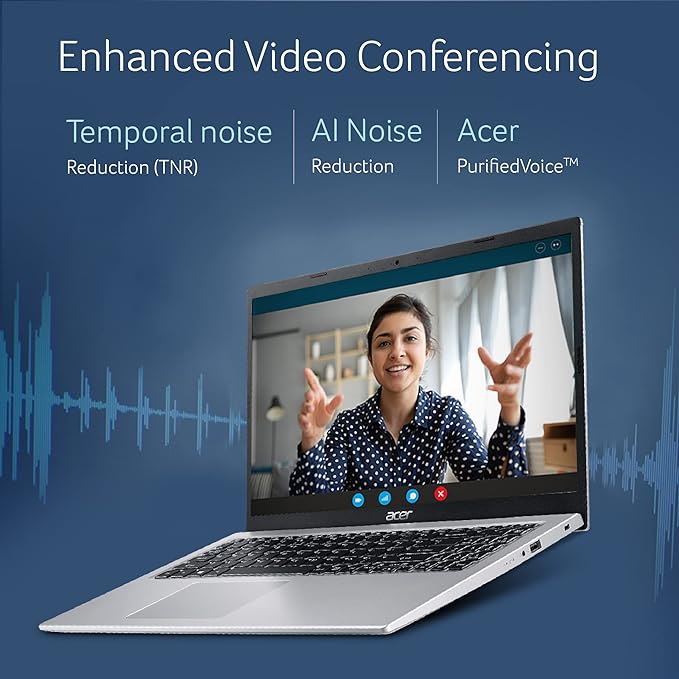 Enhanced Video Conferencing
Temporal noise
Reduction (TNR)
AI Noise
Reduction
Acer
PurifiedVoice™
acer